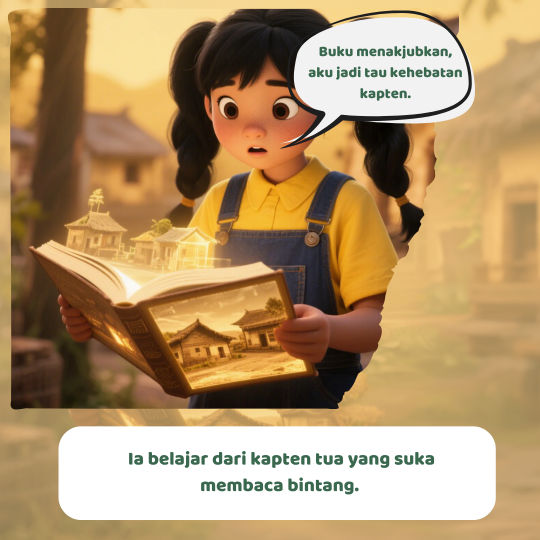 Buku menakjubkan,
aku jadi tau kehebatan
kapten.
Ia belajar dari kapten tua yang suka
membaca bintang.